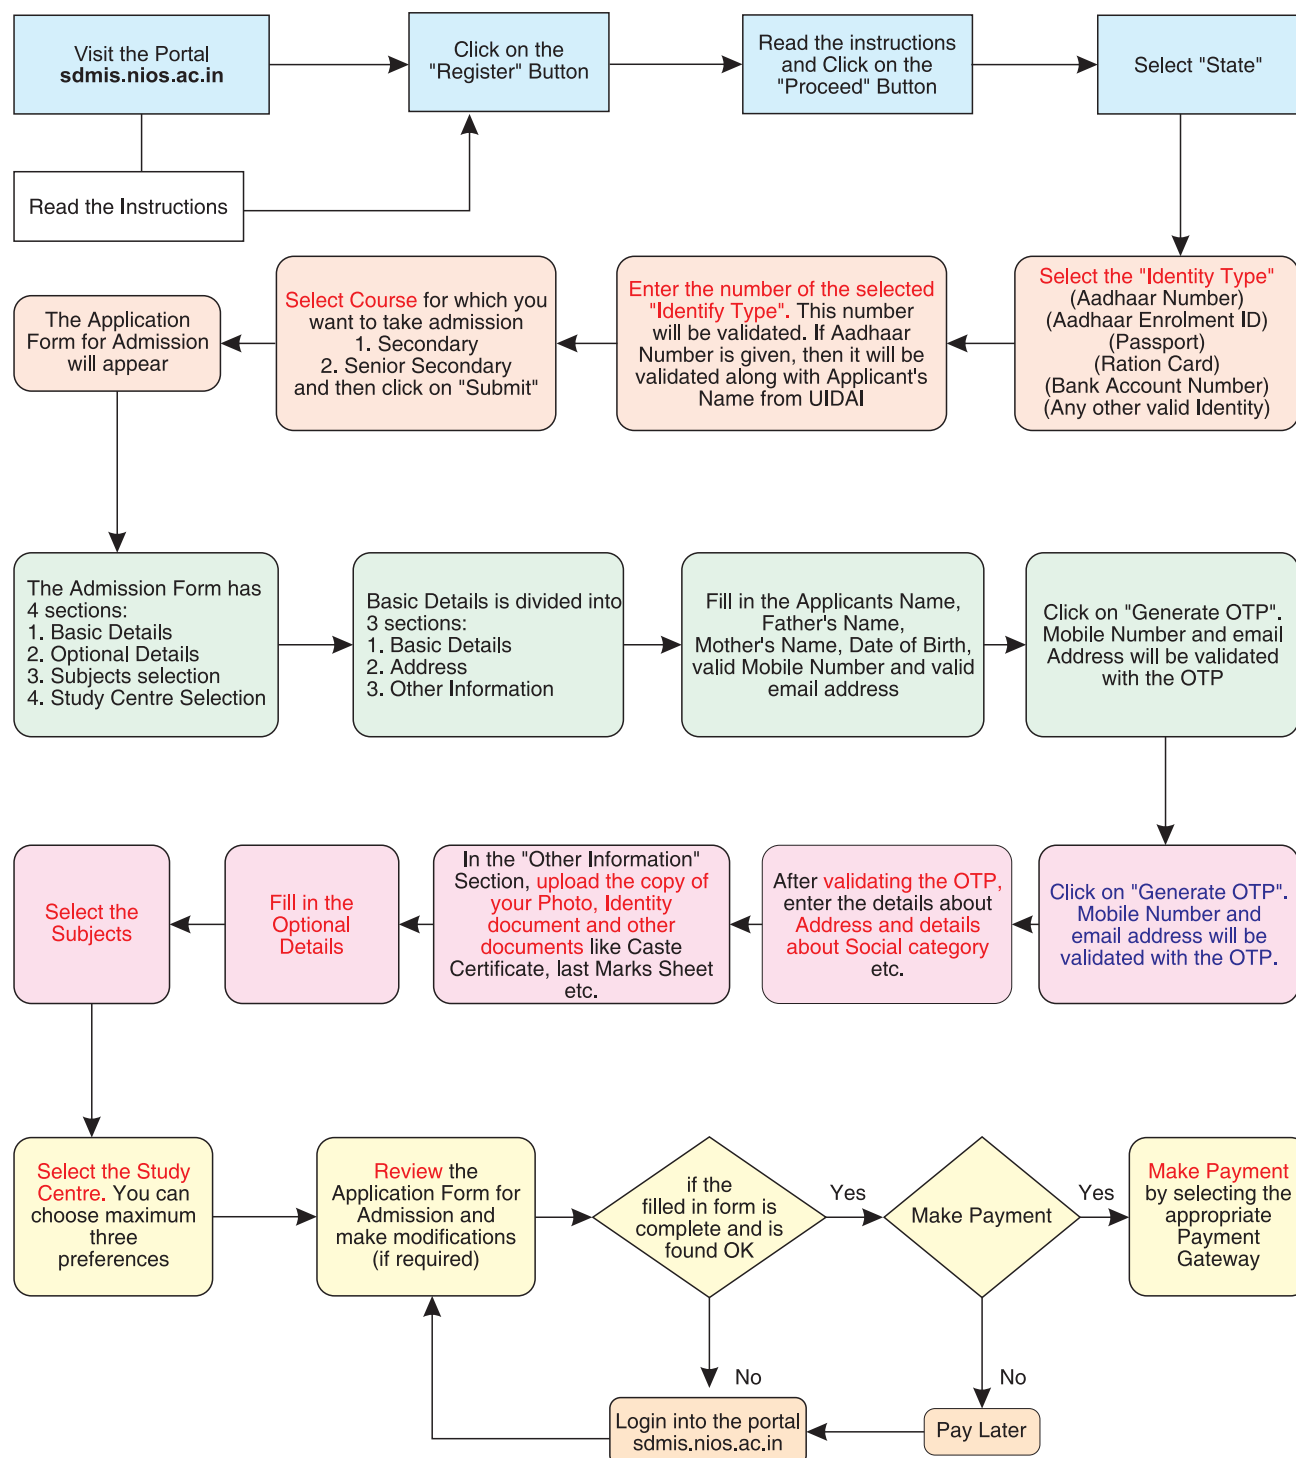 Visit the Portal
sdmis.nios.ac.in
Click on the
"Register" Button
Read the instructions
and Click on the
"Proceed" Button
Select "State"
Read the Instructions
Select the "Identity Type"
(Aadhaar Number)
(Aadhaar Enrolment ID)
(Passport)
(Ration Card)
(Bank Account Number)
(Any other valid Identity)
Enter the number of the selected
"Identify Type". This number
will be validated. If Aadhaar
Number is given, then it will be
validated along with Applicant's
Name from UIDAI
Select Course for which you
want to take admission
1. Secondary
2. Senior Secondary
and then click on "Submit"
The Application
Form for Admission
will appear
The Admission Form has
4 sections:
1. Basic Details
2. Optional Details
3. Subjects selection
4. Study Centre Selection
Basic Details is divided into
3 sections:
1. Basic Details
2. Address
3. Other Information
Fill in the Applicants Name,
Father's Name,
Mother's Name, Date of Birth,
valid Mobile Number and valid
email address
Click on "Generate OTP".
Mobile Number and email
Address will be validated
with the OTP
Click on "Generate OTP".
Mobile Number and
email address will be
validated with the OTP.
After validating the OTP,
enter the details about
Address and details
about Social category
etc.
In the "Other Information"
Section, upload the copy of
your Photo, Identity
document and other
documents like Caste
Certificate, last Marks Sheet
etc.
Fill in the
Optional
Details
Select the
Subjects
Select the Study
Centre. You can
choose maximum
three
preferences
Review the
Application Form for
Admission and
make modifications
(if required)
if the
filled in form is
complete and is
found OK
Yes
Make Payment
Yes
Make Payment
by selecting the
appropriate
Payment
Gateway
No
No
Login into the portal
sdmis.nios.ac.in
Pay Later